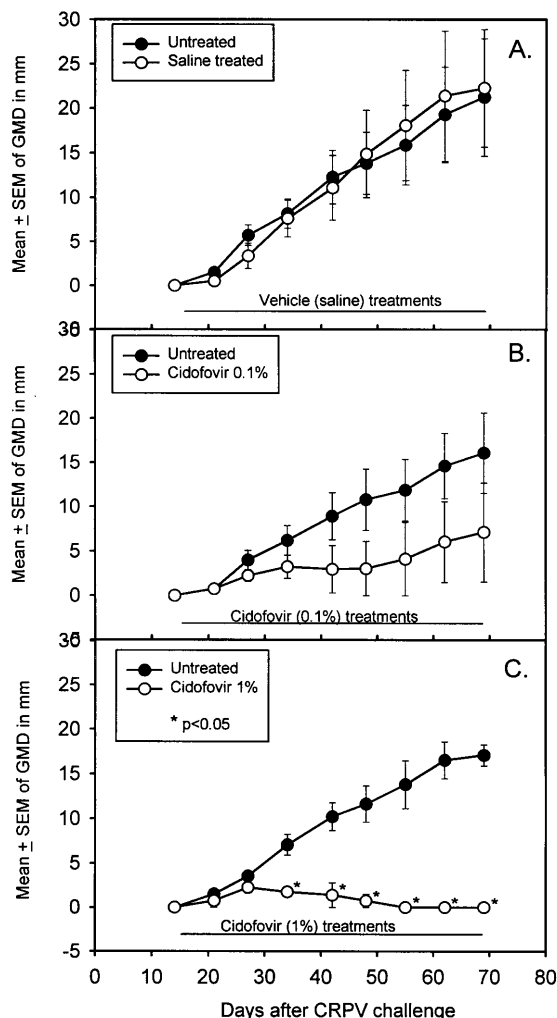 30
Untreated
Saline treated
A.
25
20
15
10
5
0
Mean ± SEM of GMD in mm
Vehicle (saline) treatments
30
Untreated
Cidofovir 0.1%
B.
25
20
15
10
5
0
Mean ± SEM of GMD in mm
Cidofovir (0.1%) treatments
-5
30
Untreated
Cidofovir 1%
* p<0.05
C.
25
20
15
10
5
0
-5
Mean ± SEM of GMD in mm
* * * * * *
Cidofovir (1%) treatments
0 10 20 30 40 50 60 70 80
Days after CRPV challenge